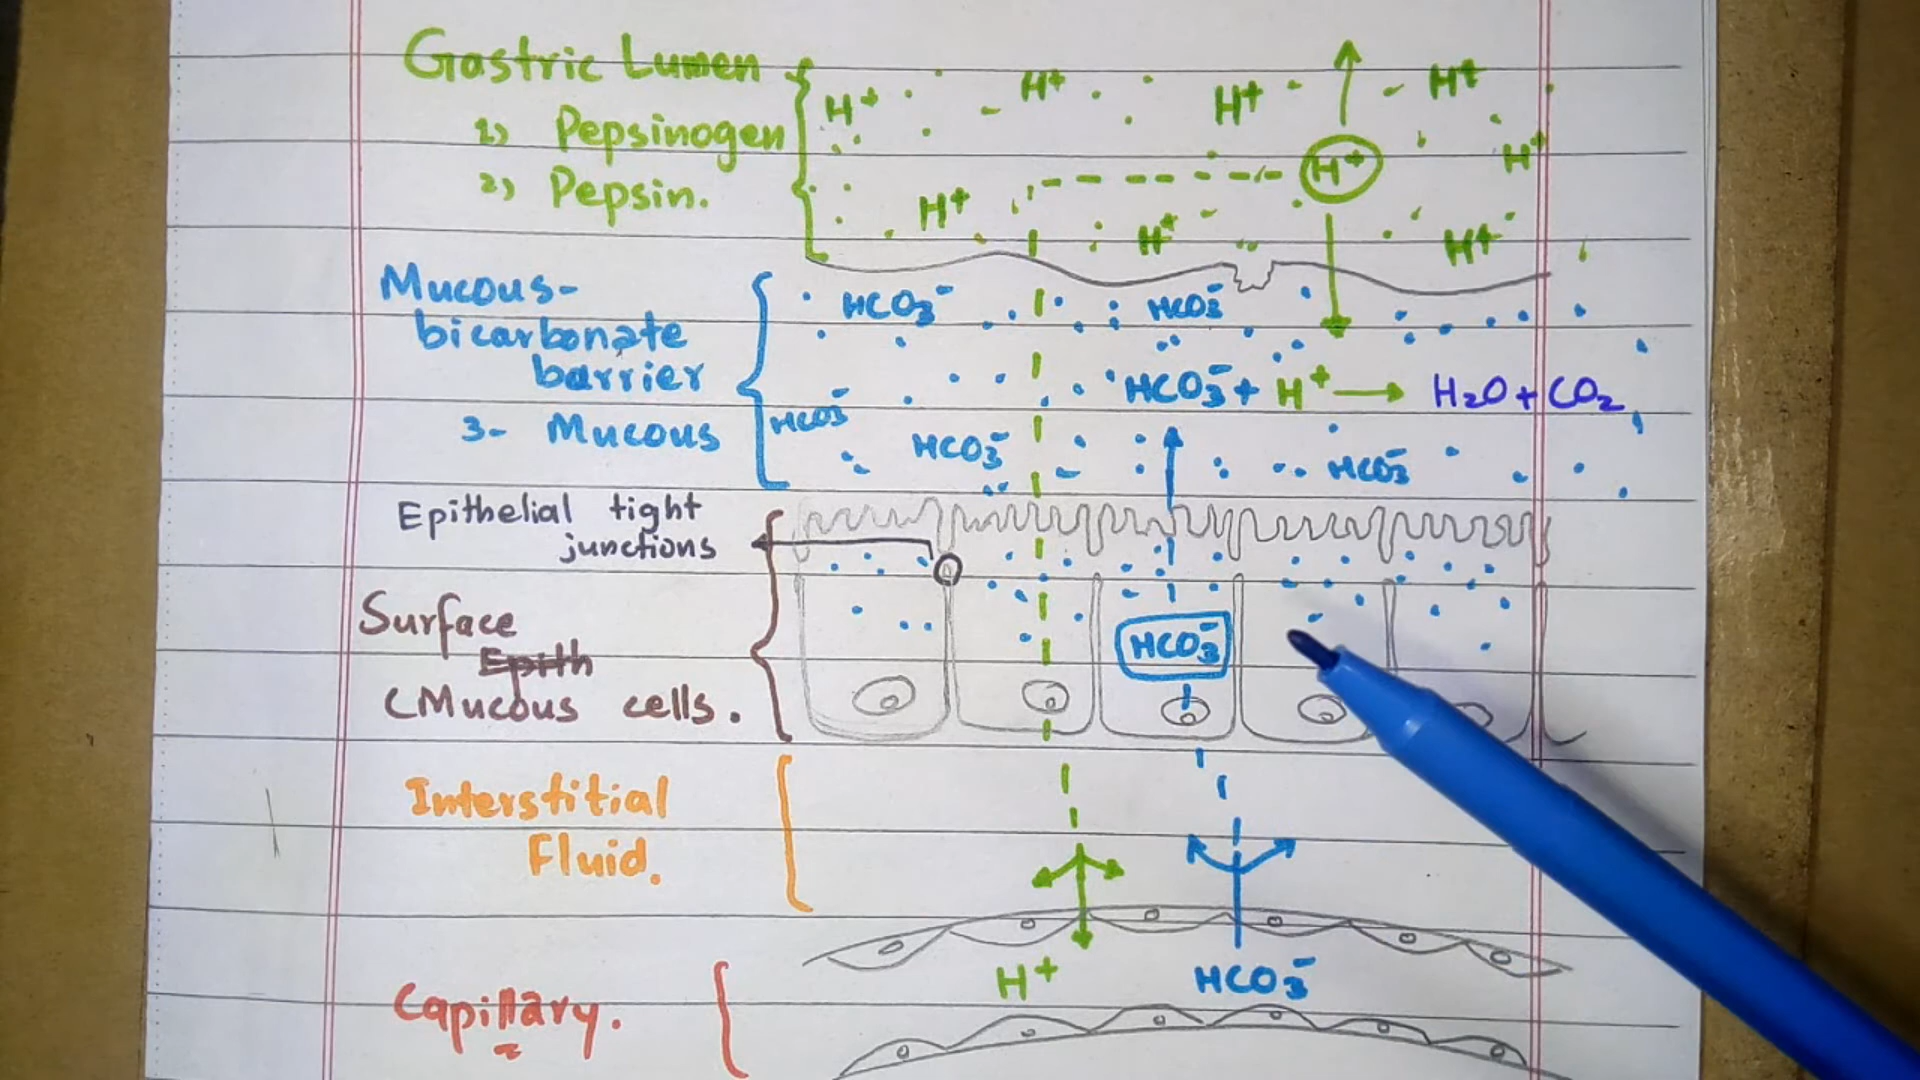 Gastric Lumen
1) Pepsinogen
2) Pepsin.
H+ H+ H+ H+
H+ H+
H+ H+ H+
Mucous-
bicarbonate
barrier
3- Mucous
HCO3- HCO3-
HCO3- + H+ → H2O + CO2
HCO3-
HCO3- HCO3-
Epithelial tight
junctions
Surface
Epith
(Mucous cells.
HCO3-
Interstitial
Fluid.
Capillary.
H+ HCO3-